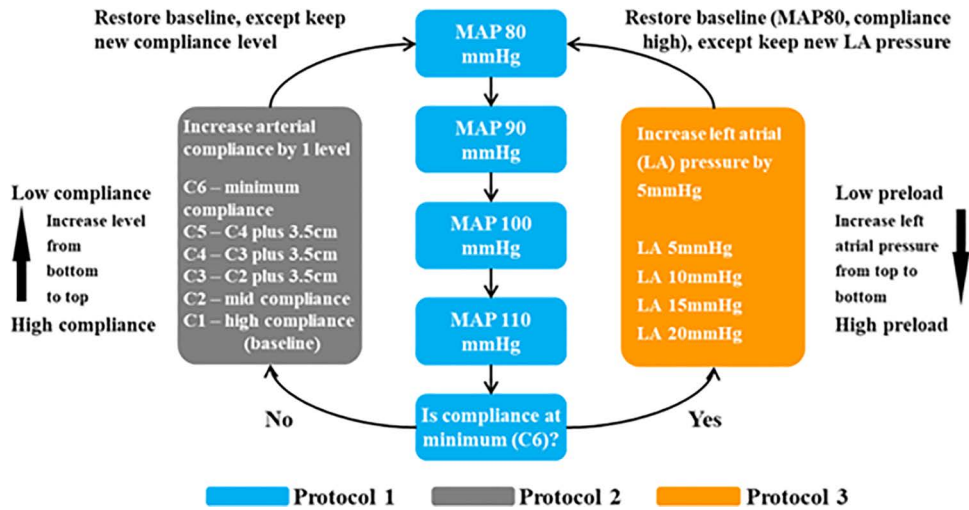 Restore baseline, except keep
new compliance level
MAP 80
mmHg
Restore baseline (MAP80, compliance
high), except keep new LA pressure
Increase arterial
compliance by 1 level
C6 – minimum
compliance
C5 – C4 plus 3.5cm
C4 – C3 plus 3.5cm
C3 – C2 plus 3.5cm
C2 – mid compliance
C1 – high compliance
(baseline)
Low compliance
Increase level
from
bottom
to top
High compliance
MAP 90
mmHg
MAP 100
mmHg
MAP 110
mmHg
Is compliance at
minimum (C6)?
No
Yes
Increase left atrial
(LA) pressure by
5mmHg
LA 5mmHg
LA 10mmHg
LA 15mmHg
LA 20mmHg
Low preload
Increase left
atrial pressure
from top to
bottom
High preload
Protocol 1
Protocol 2
Protocol 3